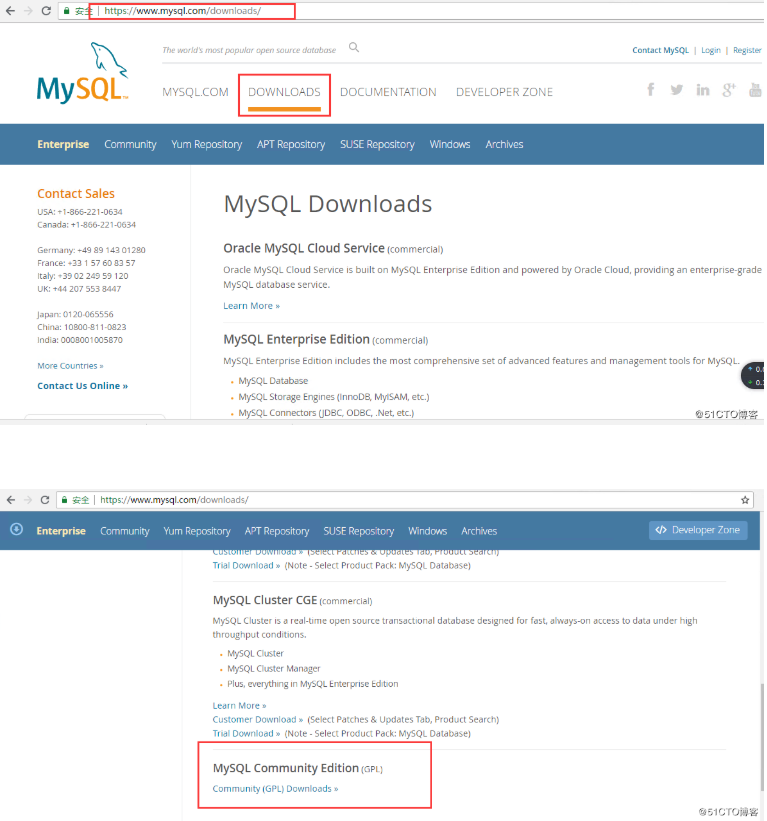 安全 https://www.mysql.com/downloads/
MySQL™
The world's most popular open source database
Contact MySQL | Login | Register
MYSQL.COM DOWNLOADS DOCUMENTATION DEVELOPER ZONE
Enterprise Community Yum Repository APT Repository SUSE Repository Windows Archives
Contact Sales
USA: +1-866-221-0634
Canada: +1-866-221-0634
Germany: +49 89 143 01280
France: +33 1 57 60 83 57
Italy: +39 02 249 59 120
UK: +44 207 553 8447
Japan: 0120-065556
China: 10800-811-0823
India: 0008001005870
More Countries »
Contact Us Online »
MySQL Downloads
Oracle MySQL Cloud Service (commercial)
Oracle MySQL Cloud Service is built on MySQL Enterprise Edition and powered by Oracle Cloud, providing an enterprise-grade
MySQL database service.
Learn More »
MySQL Enterprise Edition (commercial)
MySQL Enterprise Edition includes the most comprehensive set of advanced features and management tools for MySQL.
MySQL Database
MySQL Storage Engines (InnoDB, MyISAM, etc.)
MySQL Connectors (JDBC, ODBC, .Net, etc.)
@51CTO博客
安全 https://www.mysql.com/downloads/
Enterprise Community Yum Repository APT Repository SUSE Repository Windows Archives Developer Zone
Customer Download » (Select Patches & Updates Tab, Product Search)
Trial Download » (Note - Select Product Pack: MySQL Database)
MySQL Cluster CGE (commercial)
MySQL Cluster is a real-time open source transactional database designed for fast, always-on access to data under high
throughput conditions.
MySQL Cluster
MySQL Cluster Manager
Plus, everything in MySQL Enterprise Edition
Learn More »
Customer Download » (Select Patches & Updates Tab, Product Search)
Trial Download » (Note - Select Product Pack: MySQL Database)
MySQL Community Edition (GPL)
Community (GPL) Downloads »
@51CTO博客